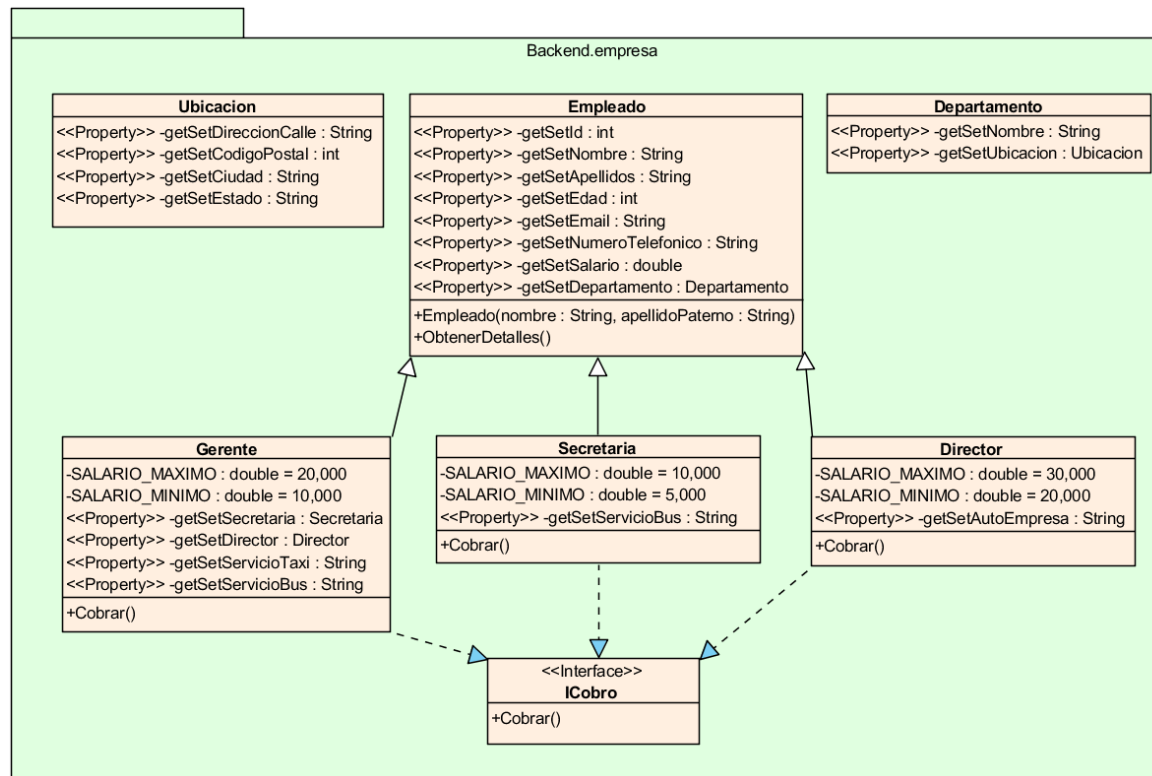 Backend.empresa
Ubicacion
<<Property>> -getSetDireccionCalle : String
<<Property>> -getSetCodigoPostal : int
<<Property>> -getSetCiudad : String
<<Property>> -getSetEstado : String
Empleado
<<Property>> -getSetId : int
<<Property>> -getSetNombre : String
<<Property>> -getSetApellidos : String
<<Property>> -getSetEdad : int
<<Property>> -getSetEmail : String
<<Property>> -getSetNumeroTelefonico : String
<<Property>> -getSetSalario : double
<<Property>> -getSetDepartamento : Departamento
+Empleado(nombre : String, apellidoPaterno : String)
+ObtenerDetalles()
Departamento
<<Property>> -getSetNombre : String
<<Property>> -getSetUbicacion : Ubicacion
Gerente
-SALARIO_MAXIMO : double = 20,000
-SALARIO_MINIMO : double = 10,000
<<Property>> -getSetSecretaria : Secretaria
<<Property>> -getSetDirector : Director
<<Property>> -getSetServicioTaxi : String
<<Property>> -getSetServicioBus : String
+Cobrar()
Secretaria
-SALARIO_MAXIMO : double = 10,000
-SALARIO_MINIMO : double = 5,000
<<Property>> -getSetServicioBus : String
+Cobrar()
Director
-SALARIO_MAXIMO : double = 30,000
-SALARIO_MINIMO : double = 20,000
<<Property>> -getSetAutoEmpresa : String
+Cobrar()
<<Interface>>
ICobro
+Cobrar()